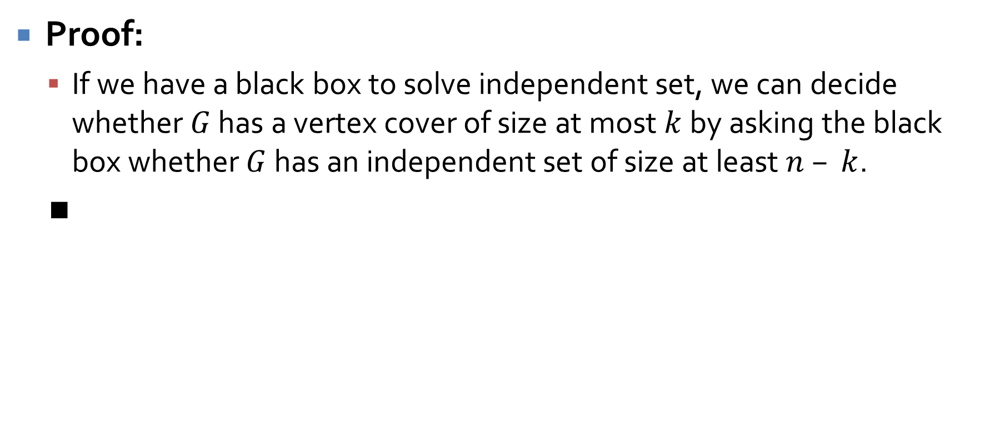 Proof:
If we have a black box to solve independent set, we can decide
whether G has a vertex cover of size at most k by asking the black
box whether G has an independent set of size at least n – k.